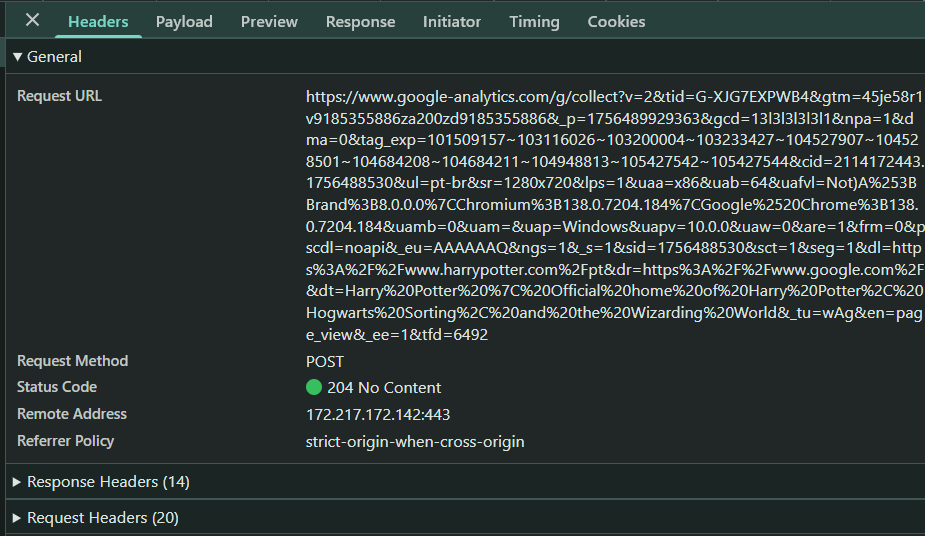 Headers Payload Preview Response Initiator Timing Cookies
General
Request URL
https://www.google-analytics.com/g/collect?v=2&tid=G-XJG7EXPWB4&gtm=45je58r1
v9185355886za200zd9185355886&_p=1756489929363&gcd=13l3l3l3l3l1&npa=1&d
ma=0&tag_exp=101509157~103116026~103200004~103233427~104527907~10452
8501~104684208~104684211~104948813~105427542~105427544&cid=2114172443.
1756488530&ul=pt-br&sr=1280x720&lps=1&uaa=x86&uab=64&uafvl=Not)A%253B
Brand%3B8.0.0.0%7CChromium%3B138.0.7204.184%7CGoogle%2520Chrome%3B138.
0.7204.184&uamb=0&uam=&uap=Windows&uapv=10.0.0&uaw=0&are=1&frm=0&p
scdl=noapi&_eu=AAAAAAQ&ngs=1&_s=1&sid=1756488530&sct=1&seg=1&dl=http
s%3A%2F%2Fwww.harrypotter.com%2Fpt&dr=https%3A%2F%2Fwww.google.com%2F
&dt=Harry%20Potter%20%7C%20Official%20home%20of%20Harry%20Potter%2C%20
Hogwarts%20Sorting%2C%20and%20the%20Wizarding%20World&_tu=wAg&en=pag
e_view&_ee=1&tfd=6492
Request Method
POST
Status Code
204 No Content
Remote Address
172.217.172.142:443
Referrer Policy
strict-origin-when-cross-origin
Response Headers (14)
Request Headers (20)